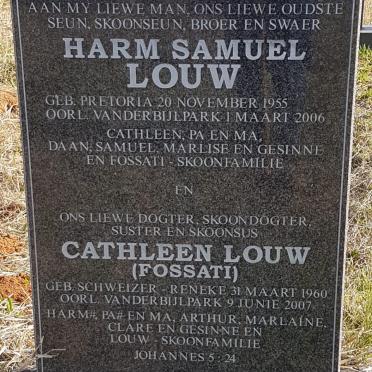 AAN MY LIEWE MAN, ONS LIEWE OUDSTE
SEUN, SKOONSEUN, BROER EN SWAER
HARM SAMUEL
LOUW
GEB. PRETORIA 20 NOVEMBER 1955
OORL. VANDERBIJLPARK 1 MAART 2006
CATHLEEN, PA EN MA,
DAAN, SAMUEL, MARLISE EN GESINNE
EN FOSSATI - SKOONFAMILIE
EN
ONS LIEWE DOGTER, SKOONDOGTER,
SUSTER EN SKOONSUS
CATHLEEN LOUW
(FOSSATI)
GEB. SCHWEIZER - RENEKE 31 MAART 1960
OORL. VANDERBIJLPARK 9 JUNIE 2007
HARM#, PA# EN MA, ARTHUR, MARLAINE,
CLARE EN GESINNE EN
LOUW - SKOONFAMILIE
JOHANNES 5 : 24